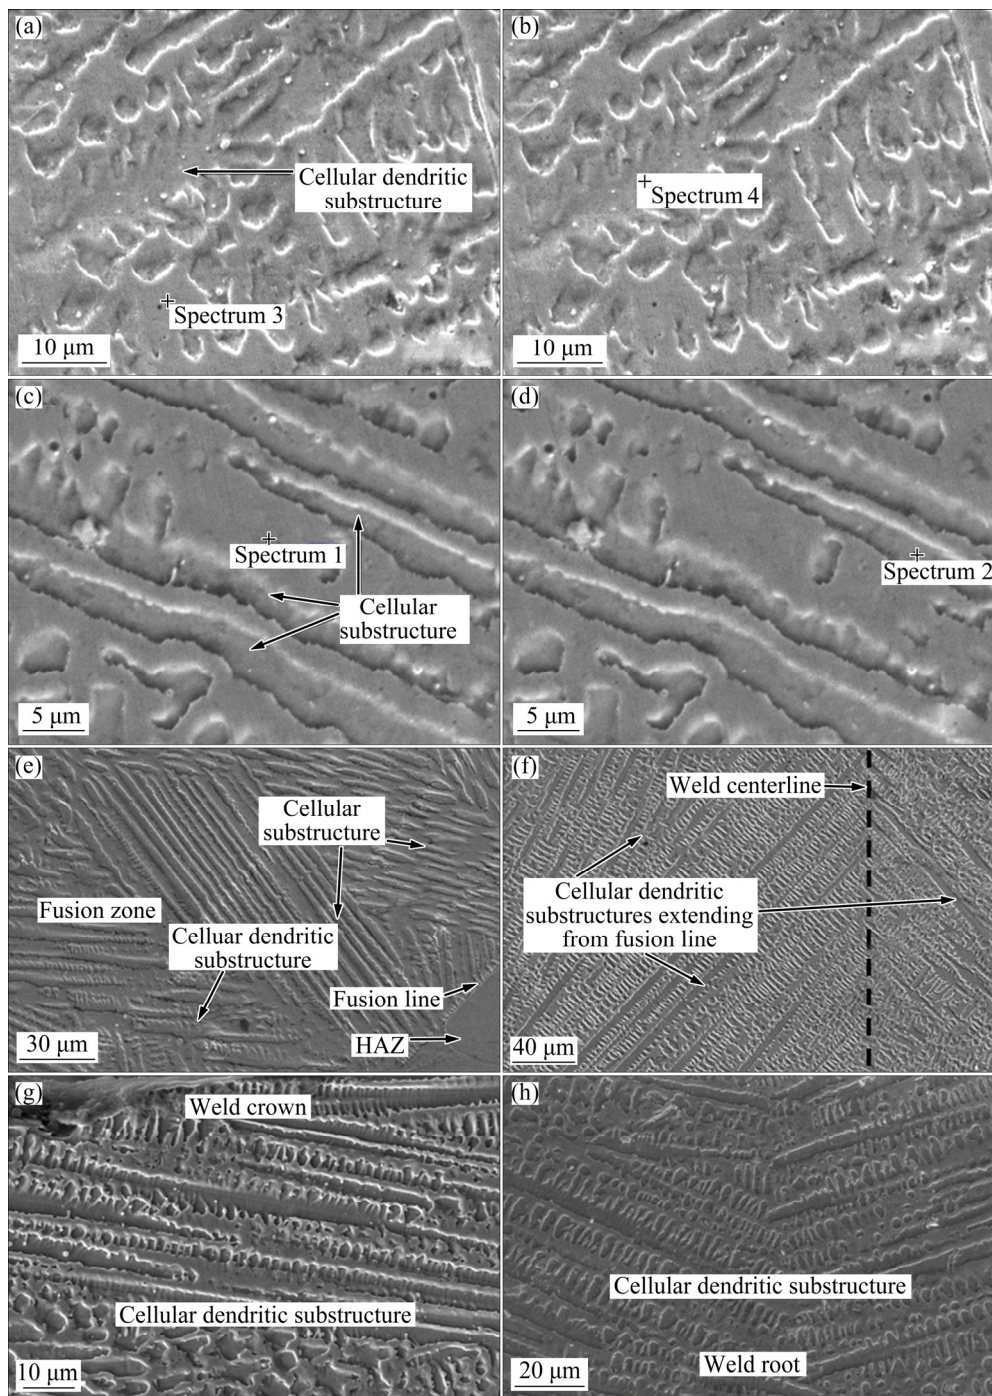 (a)
Cellular dendritic
substructure
+Spectrum 3
10 μm
(b)
+Spectrum 4
10 μm
(c)
+
Spectrum 1
Cellular
substructure
5 μm
(d)
+
Spectrum 2
5 μm
(e)
Cellular
substructure
Fusion zone
Celluar dendritic
substructure
Fusion line
HAZ
30 μm
(f)
Weld centerline
Cellular dendritic
substructures extending
from fusion line
40 μm
(g)
Weld crown
Cellular dendritic substructure
10 μm
(h)
Cellular dendritic substructure
Weld root
20 μm